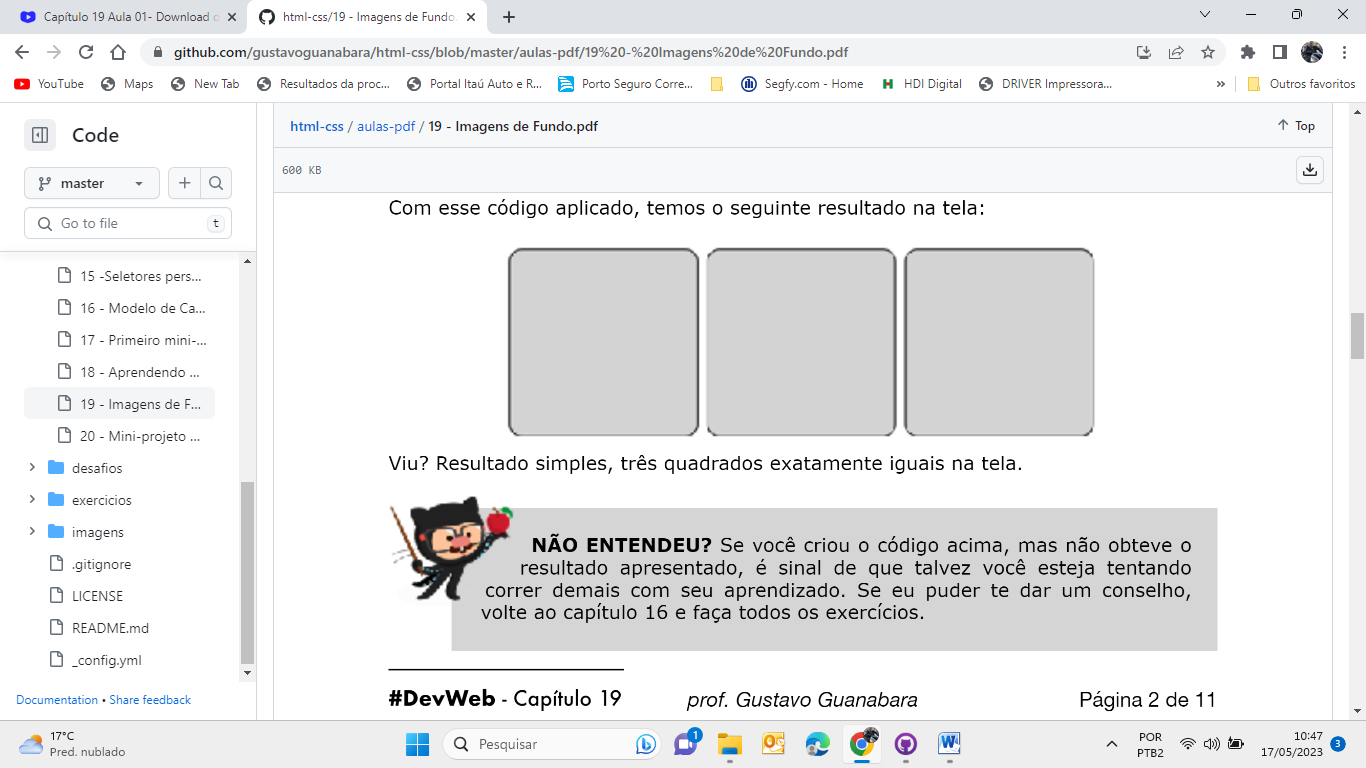 Capítulo 19 Aula 01- Download d
html-css/19 - Imagens de Fundo.
github.com/gustavoguanabara/html-css/blob/master/aulas-pdf/19%20-%20Imagens%20de%20Fundo.pdf
YouTube Maps New Tab Resultados da proc... Portal Itaú Auto e R... Porto Seguro Corre... Segfy.com - Home HDI Digital DRIVER Impressora... » Outros favoritos
Code
html-css / aulas-pdf / 19 - Imagens de Fundo.pdf
Top
600 KB
master
Go to file
t
15 -Seletores pers...
16 - Modelo de Ca...
17 - Primeiro mini-...
18 - Aprendendo ...
19 - Imagens de F...
20 - Mini-projeto ...
desafios
exercicios
imagens
.gitignore
LICENSE
README.md
_config.yml
Documentation • Share feedback
Com esse código aplicado, temos o seguinte resultado na tela:
Viu? Resultado simples, três quadrados exatamente iguais na tela.
NÃO ENTENDEU? Se você criou o código acima, mas não obteve o
resultado apresentado, é sinal de que talvez você esteja tentando
correr demais com seu aprendizado. Se eu puder te dar um conselho,
volte ao capítulo 16 e faça todos os exercícios.
#DevWeb - Capítulo 19 prof. Gustavo Guanabara Página 2 de 11
17°C
Pred. nublado
Pesquisar
1
POR
PTB2
10:47
17/05/2023
3